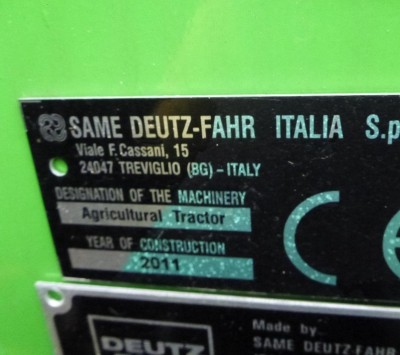 SAME DEUTZ-FAHR ITALIA S.p
Viale F. Cassani, 15
24047 TREVIGLIO (BG) - ITALY
DESIGNATION OF THE MACHINERY
Agricultural Tractor
YEAR OF CONSTRUCTION
2011
CE
DEUTZ
Made by
SAME DEUTZ-FAHR